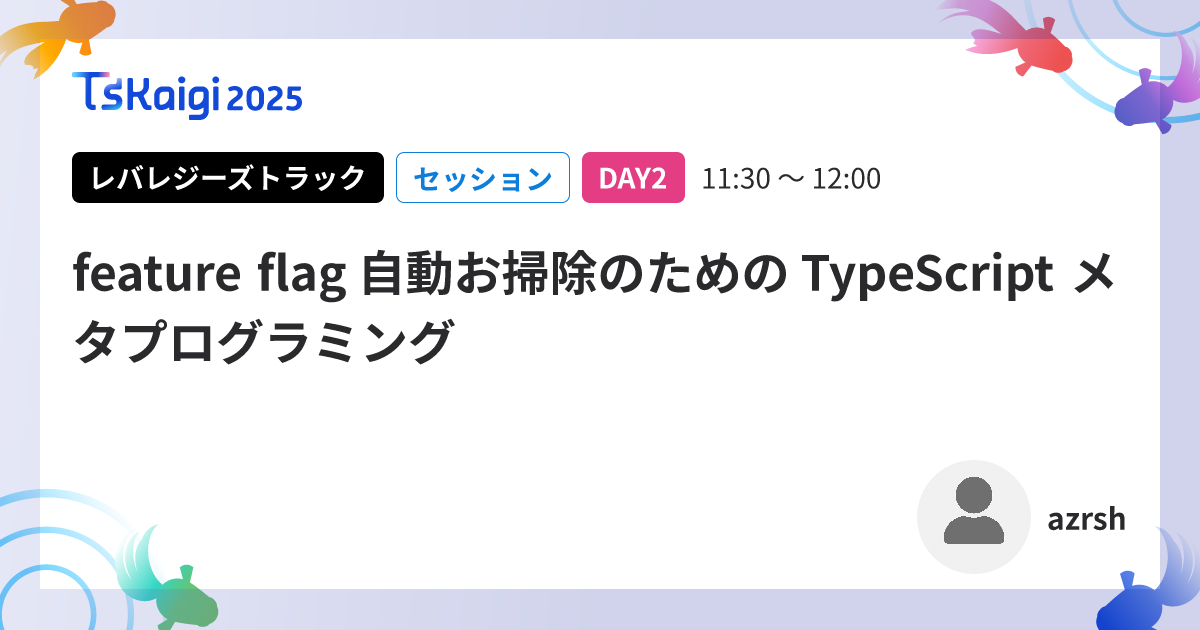 TSKaigi 2025
レバレジーズトラック セッション DAY2 11:30 〜 12:00
feature flag 自動お掃除のための TypeScript メ
タプログラミング
azrsh